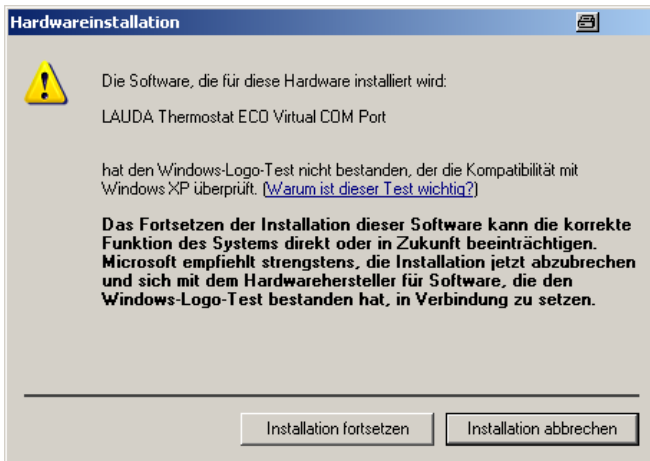 Hardwareinstallation
Die Software, die für diese Hardware installiert wird:
LAUDA Thermostat ECO Virtual COM Port
hat den Windows-Logo-Test nicht bestanden, der die Kompatibilität mit
Windows XP überprüft. (Warum ist dieser Test wichtig?)
Das Fortsetzen der Installation dieser Software kann die korrekte
Funktion des Systems direkt oder in Zukunft beeinträchtigen.
Microsoft empfiehlt strengstens, die Installation jetzt abzubrechen
und sich mit dem Hardwarehersteller für Software, die den
Windows-Logo-Test bestanden hat, in Verbindung zu setzen.
Installation fortsetzen Installation abbrechen